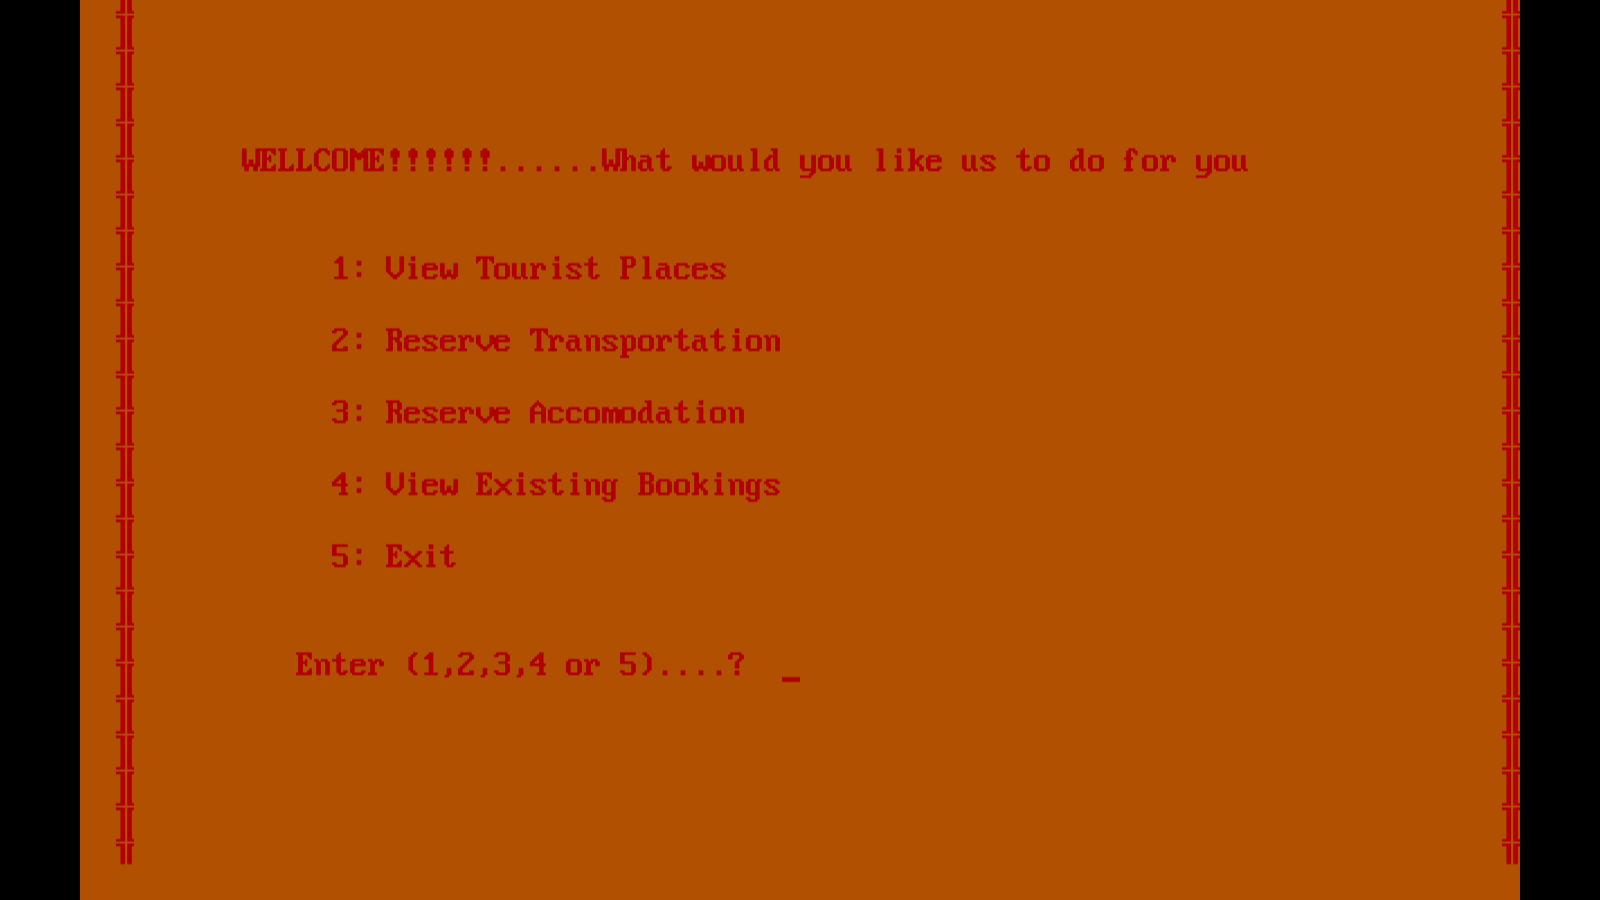 WELLCOME!!!!!!......What would you like us to do for you
1: View Tourist Places
2: Reserve Transportation
3: Reserve Accomodation
4: View Existing Bookings
5: Exit
Enter (1,2,3,4 or 5)....? _